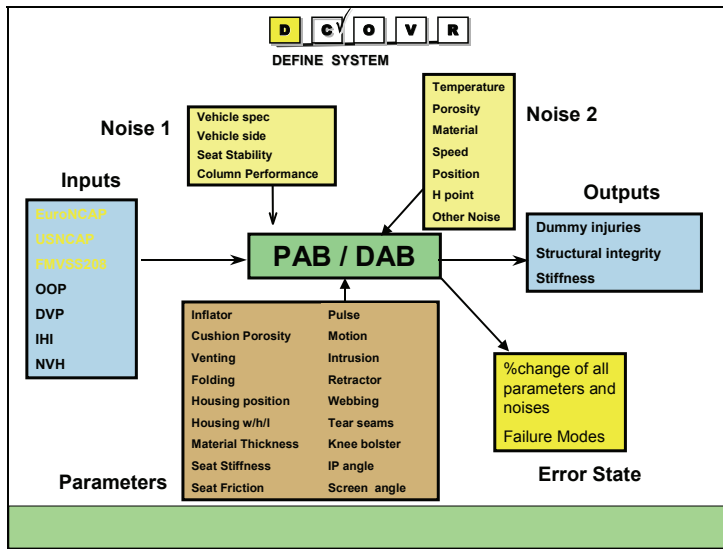 D C O V R
DEFINE SYSTEM
Noise 1
Vehicle spec
Vehicle side
Seat Stability
Column Performance
Temperature
Porosity
Material
Speed
Position
H point
Other Noise
Noise 2
Inputs
EuroNCAP
USNCAP
FMVSS208
OOP
DVP
IHI
NVH
PAB / DAB
Outputs
Dummy injuries
Structural integrity
Stiffness
Parameters
Inflator Pulse
Cushion Porosity Motion
Venting Intrusion
Folding Retractor
Housing position Webbing
Housing w/h/l Tear seams
Material Thickness Knee bolster
Seat Stiffness IP angle
Seat Friction Screen angle
%change of all
parameters and
noises
Failure Modes
Error State